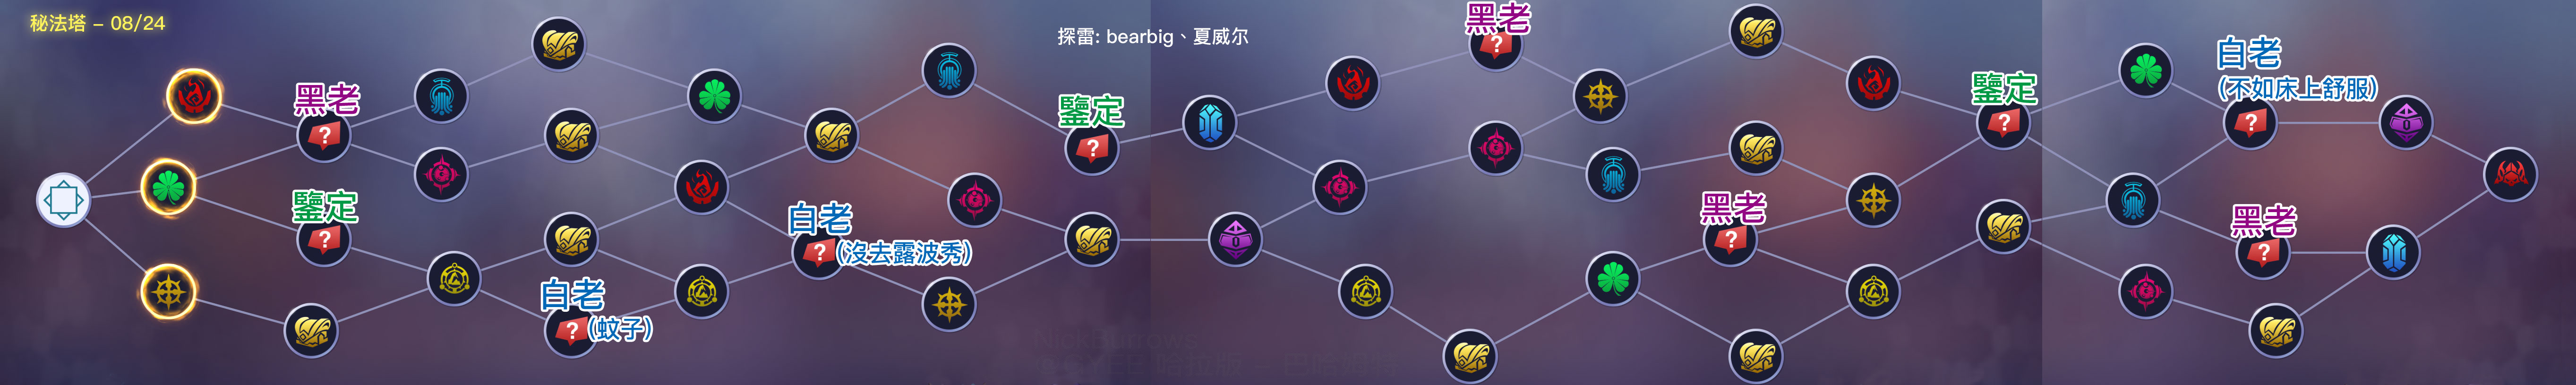 秘法塔 – 08/24
探雷: bearbig、夏威尔
黑老
鑒定
白老
(蚊子)
白老
(沒去露波秀)
鑒定
黑老
黑老
鑒定
白老
(不如床上舒服)
黑老
NickBurrows